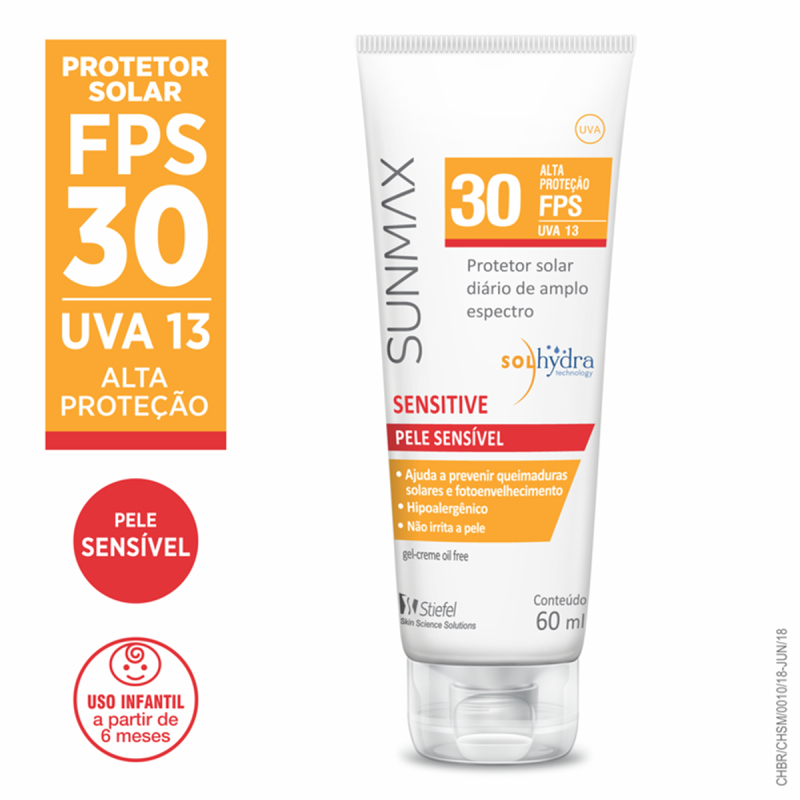 PROTETOR
SOLAR
FPS
30
UVA 13
ALTA
PROTEÇÃO
PELE
SENSÍVEL
USO INFANTIL
a partir de
6 meses
UVA
SUNMAX
30
ALTA
PROTEÇÃO
FPS
UVA 13
Protetor solar
diário de amplo
espectro
SOLhydra
technology
SENSITIVE
PELE SENSÍVEL
• Ajuda a prevenir queimaduras
solares e fotoenvelhecimento
• Hipoalergênico
• Não irrita a pele
gel-creme oil free
Stiefel
Skin Science Solutions
Conteúdo
60 ml
CHBR/CHSM/0010/18-JUN/18